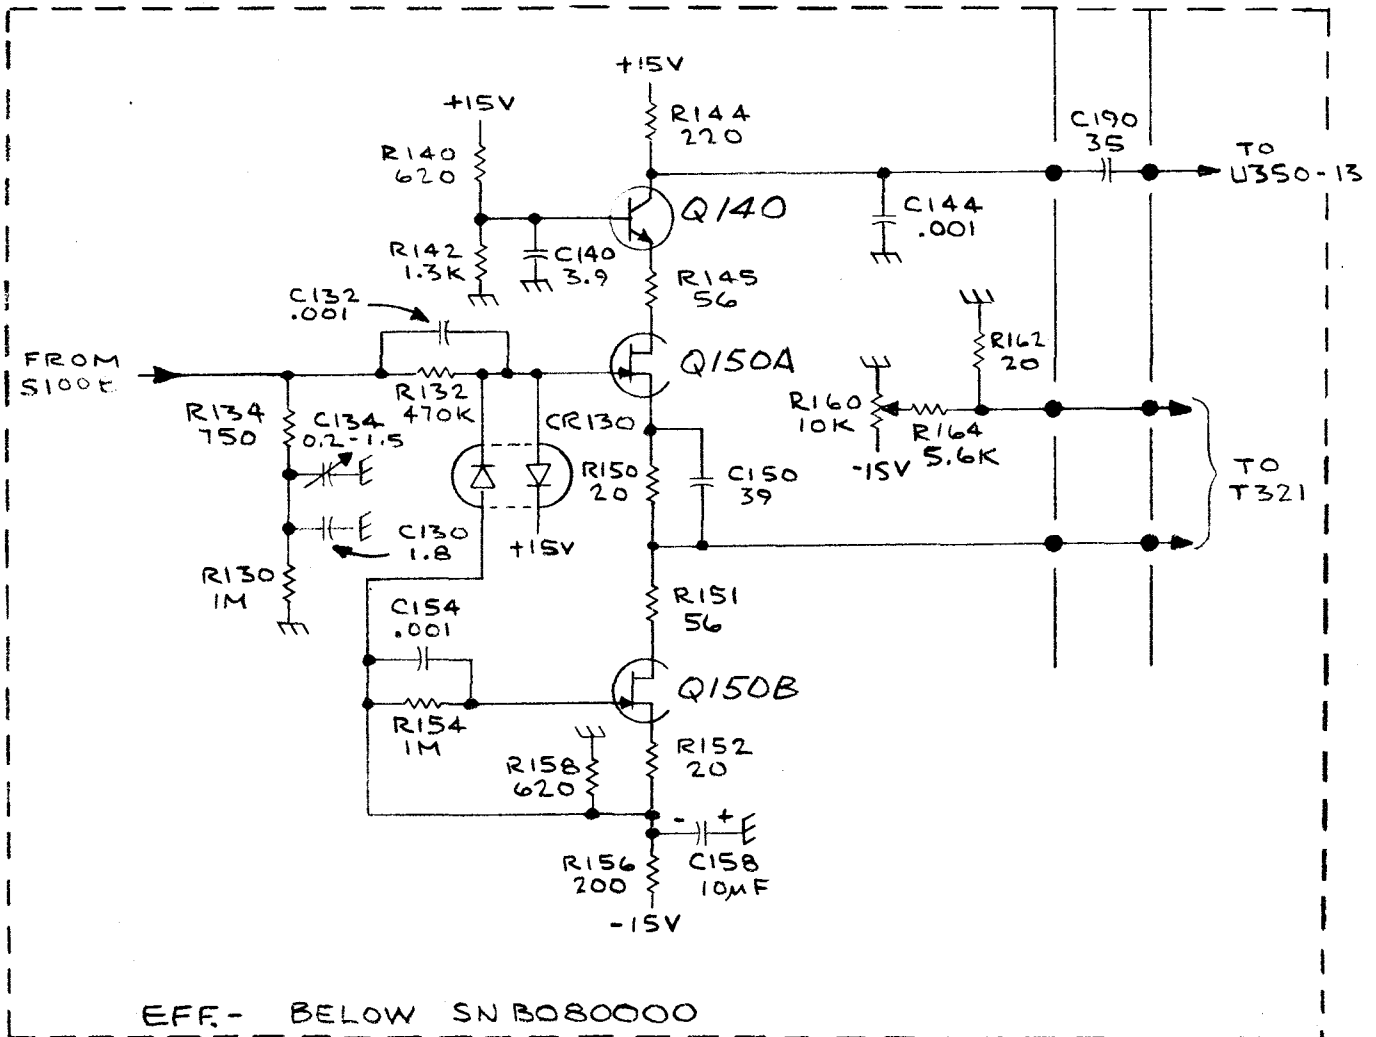 +15V
R144
220
+15V
R140
620
Q140
R142
1.3K
C140
3.9
C144
.001
C190
35
TO
U350-13
C132
.001
R145
56
FROM
R132
470K
Q150A
R134
750
C134
0.2-1.5
CR130
R162
20
R160
10K
R164
5.6K
-15V
R150
20
C150
39
TO
T321
C130
1.8
+15V
R130
1M
C154
.001
R151
56
Q150B
R154
1M
R152
20
R158
620
- +
R156
200
C158
10µF
-15V
EFF.- BELOW SN B080000